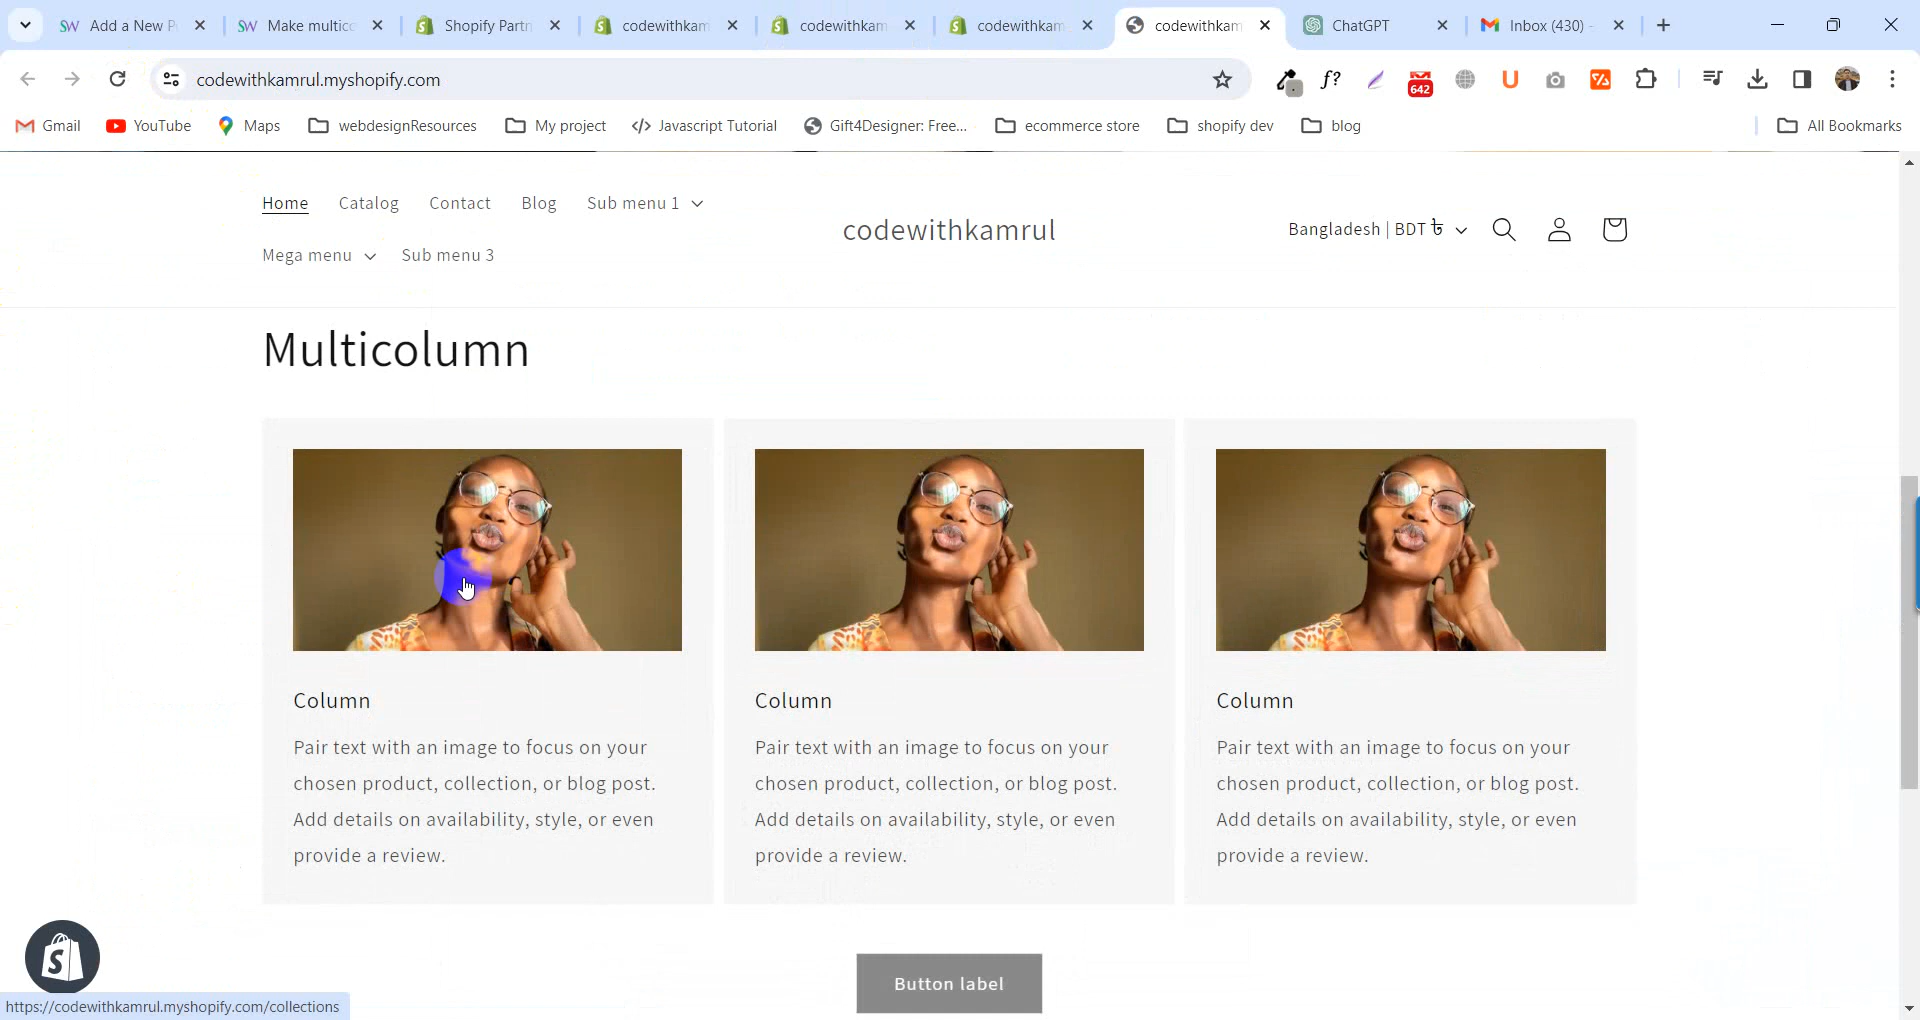 Add a New P
Make multico
Shopify Partn
codewithkam
codewithkam
codewithkam
codewithkam
ChatGPT
Inbox (430) -
codewithkamrul.myshopify.com
642
Gmail
YouTube
Maps
webdesignResources
My project
Javascript Tutorial
Gift4Designer: Free...
ecommerce store
shopify dev
blog
All Bookmarks
Home
Catalog
Contact
Blog
Sub menu 1
Mega menu
Sub menu 3
codewithkamrul
Bangladesh | BDT ৳
Multicolumn
Column
Pair text with an image to focus on your
chosen product, collection, or blog post.
Add details on availability, style, or even
provide a review.
Column
Pair text with an image to focus on your
chosen product, collection, or blog post.
Add details on availability, style, or even
provide a review.
Column
Pair text with an image to focus on your
chosen product, collection, or blog post.
Add details on availability, style, or even
provide a review.
Button label
https://codewithkamrul.myshopify.com/collections